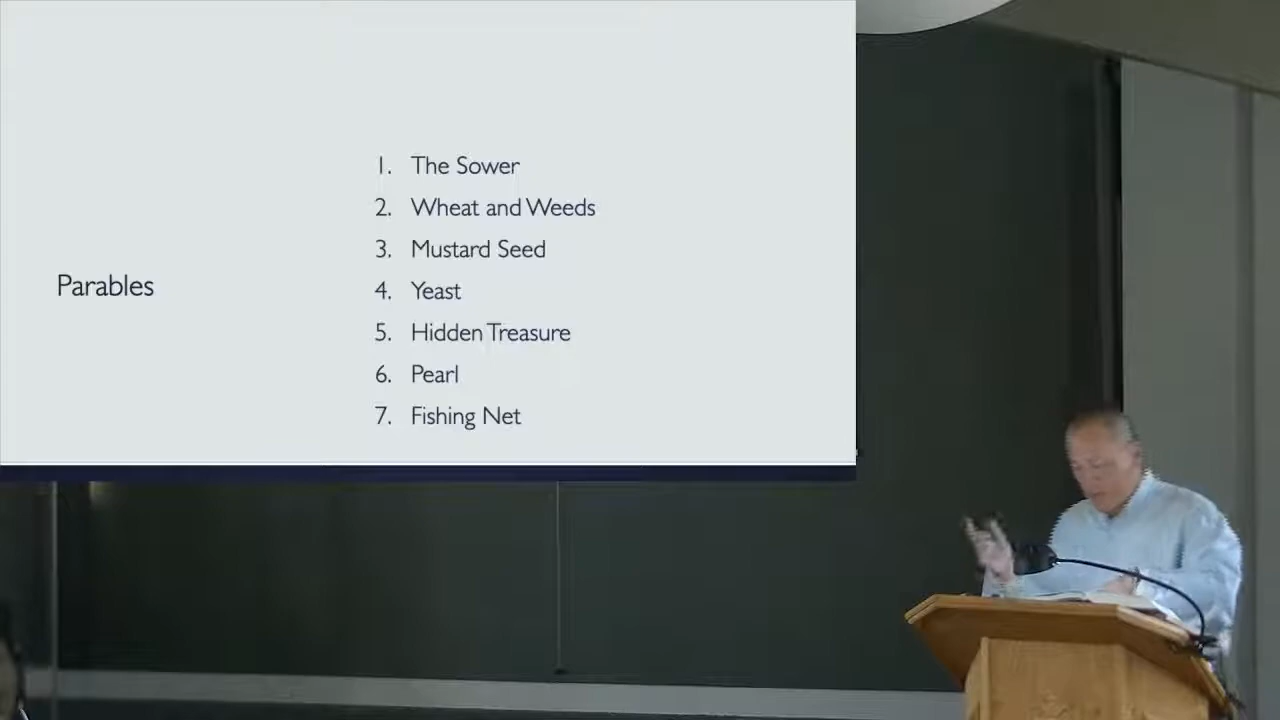 Parables
1. The Sower
2. Wheat and Weeds
3. Mustard Seed
4. Yeast
5. Hidden Treasure
6. Pearl
7. Fishing Net